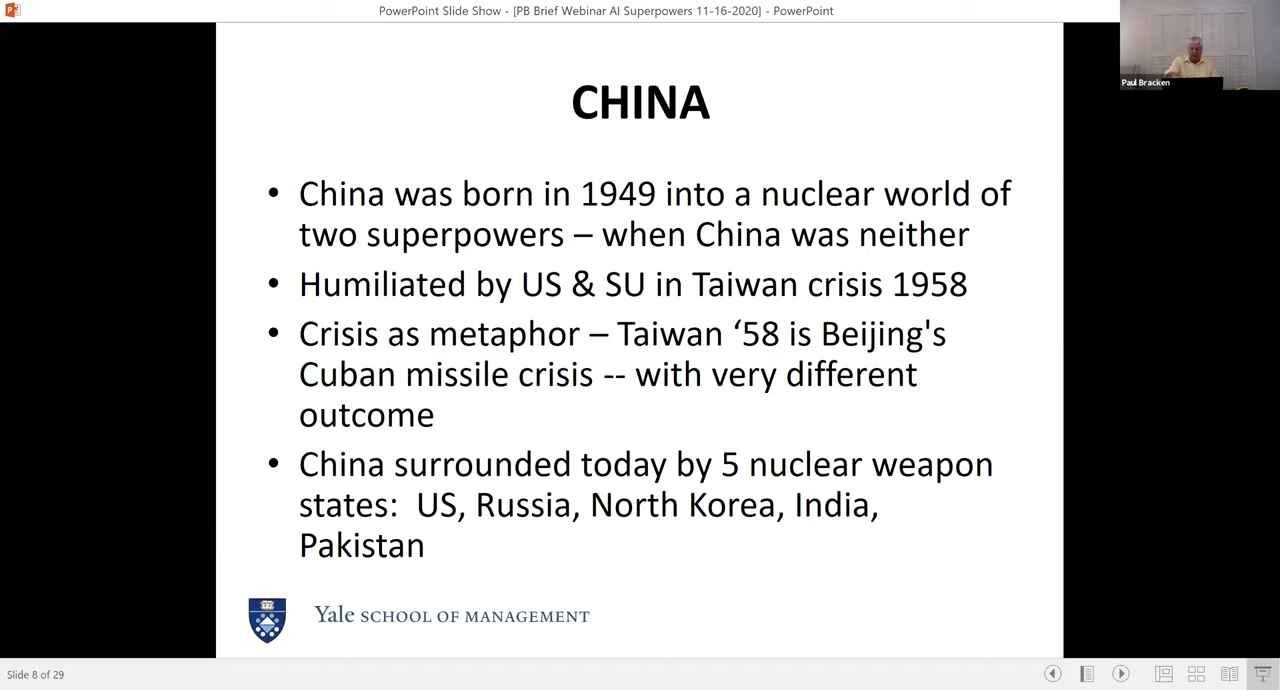 PowerPoint Slide Show - [PB Brief Webinar AI Superpowers 11-16-2020] - PowerPoint
Paul Bracken
CHINA
• China was born in 1949 into a nuclear world of
two superpowers – when China was neither
• Humiliated by US & SU in Taiwan crisis 1958
• Crisis as metaphor – Taiwan ‘58 is Beijing's
Cuban missile crisis -- with very different
outcome
• China surrounded today by 5 nuclear weapon
states:  US, Russia, North Korea, India,
Pakistan
Yale SCHOOL OF MANAGEMENT
Slide 8 of 29